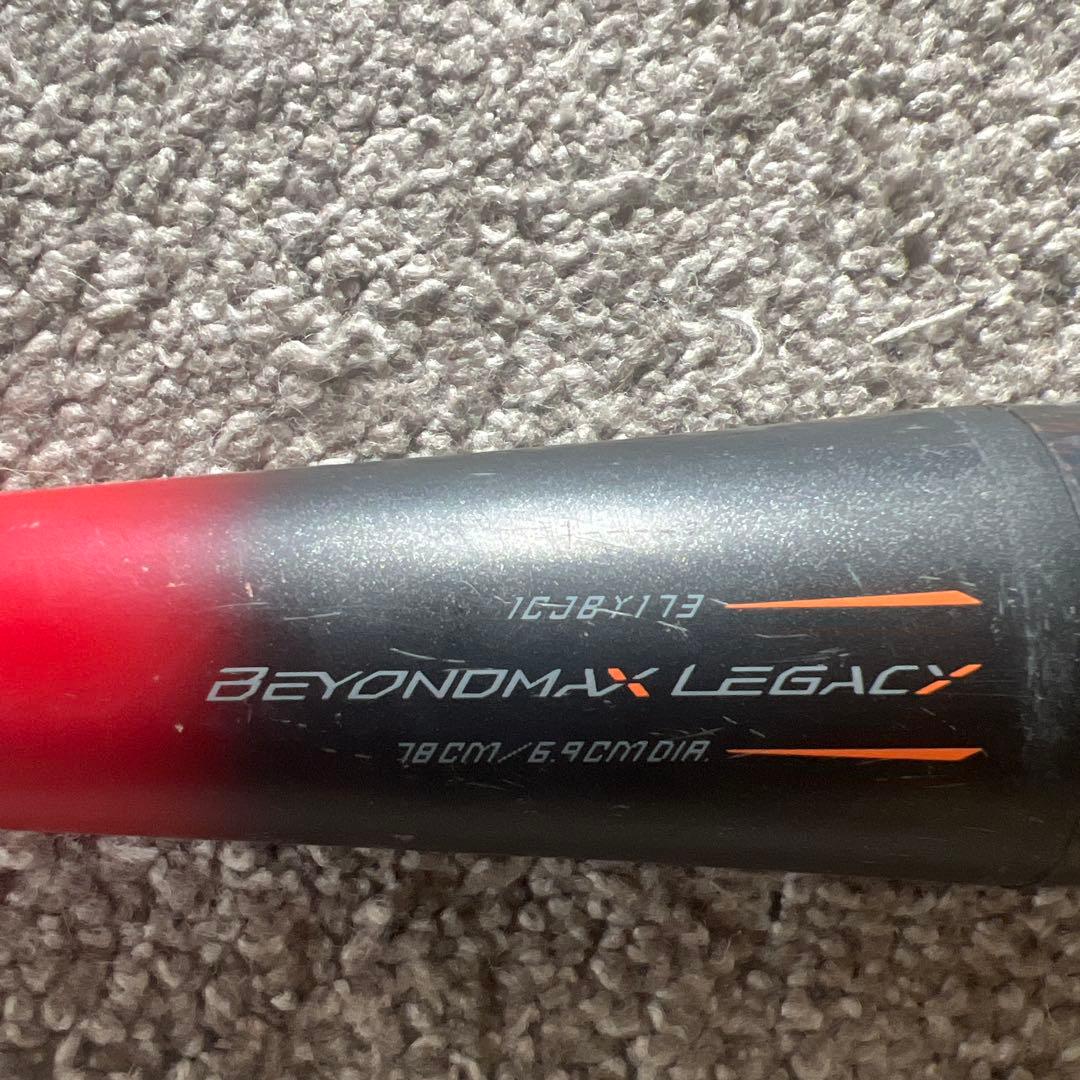 1CJBY173
BEYONDMAX LEGACY
78CM/6.9CMDIA.